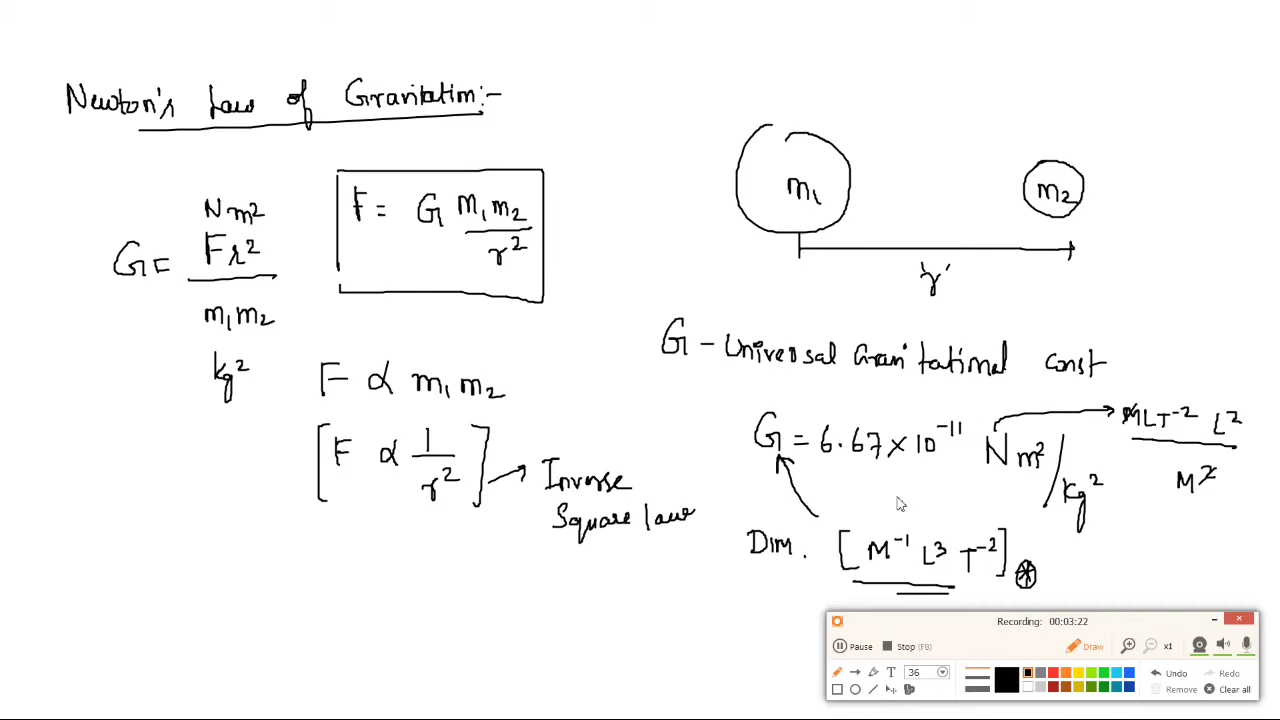 Newton's Law of Gravitation:-
G = Fr² / m₁m₂
Nm²
kg²
F = G m₁m₂ / r²
F ∝ m₁m₂
[F ∝ 1 / r²] → Inverse
Square law
m₁
m₂
'r'
G - Universal Gravitational const
G = 6.67 × 10⁻¹¹ Nm² / kg²
MLT⁻² L² / M²
Dim. [M⁻¹ L³ T⁻²]
Recording: 00:03:22
Pause Stop (F8) Draw x1
T 36 Undo Redo
Remove Clear all